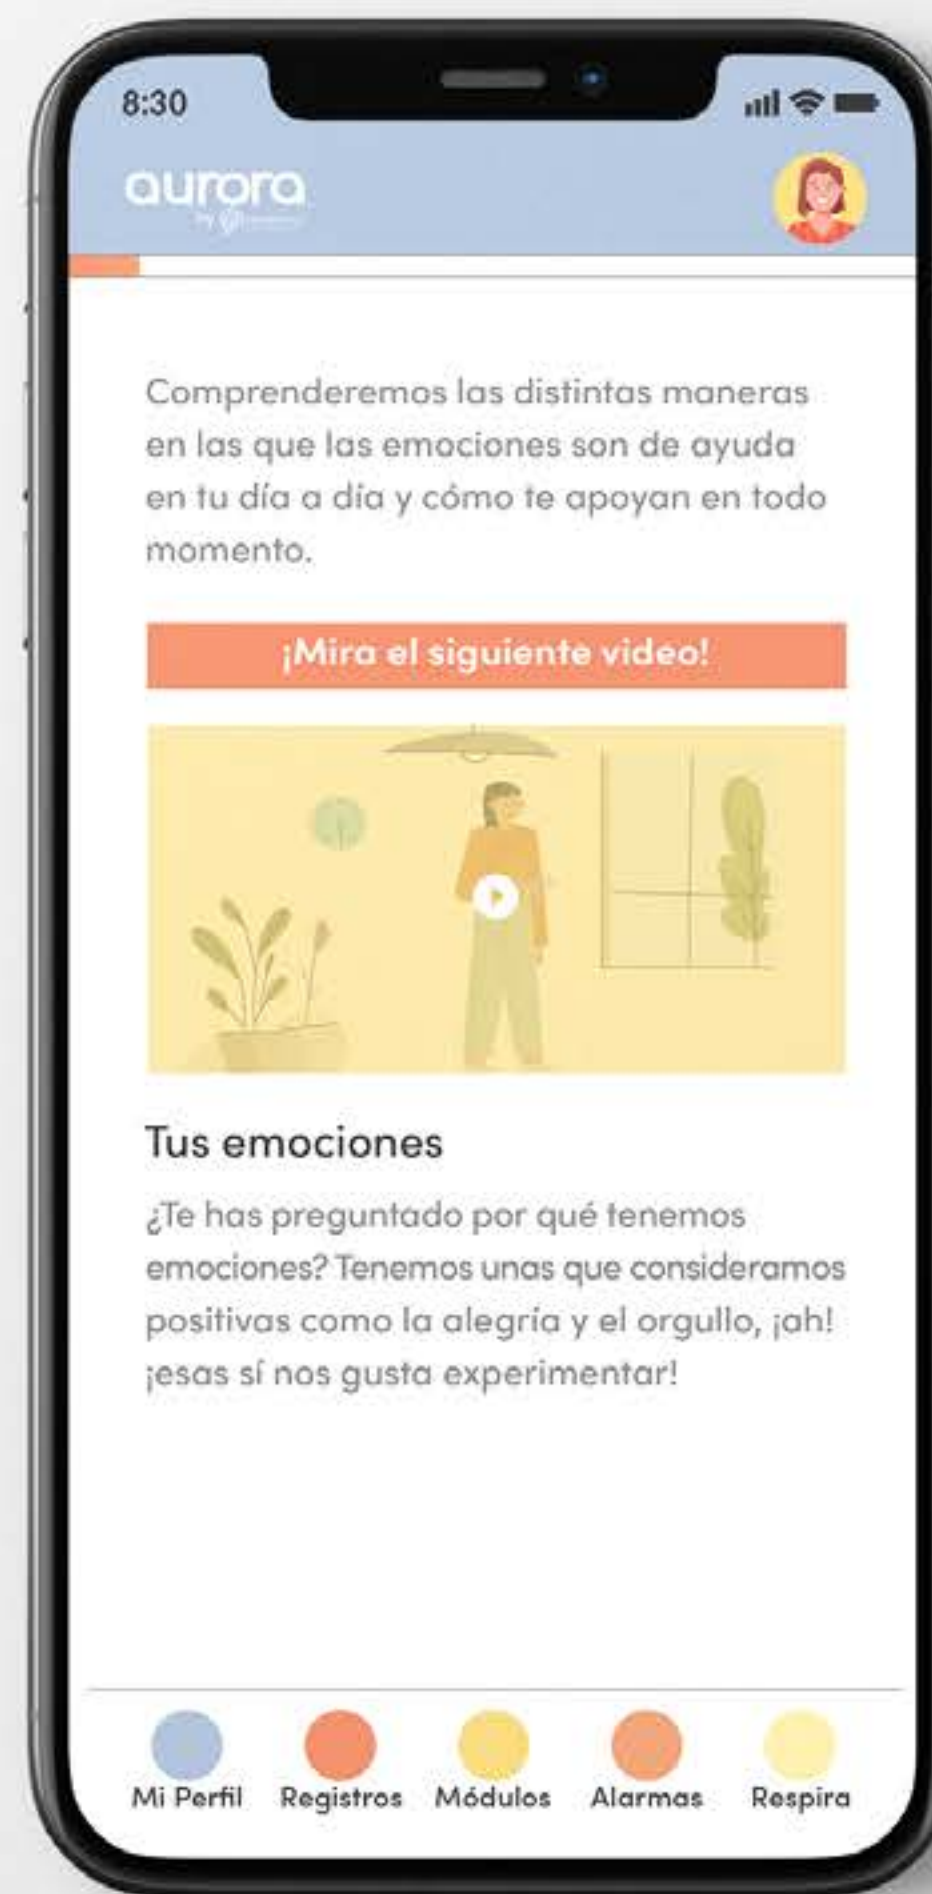 8:30
aurora
by
Comprenderemos las distintas maneras
en las que las emociones son de ayuda
en tu día a día y cómo te apoyan en todo
momento.
¡Mira el siguiente video!
Tus emociones
¿Te has preguntado por qué tenemos
emociones? Tenemos unas que consideramos
positivas como la alegría y el orgullo, ¡ah!
¡esas sí nos gusta experimentar!
Mi Perfil Registros Módulos Alarmas Respira